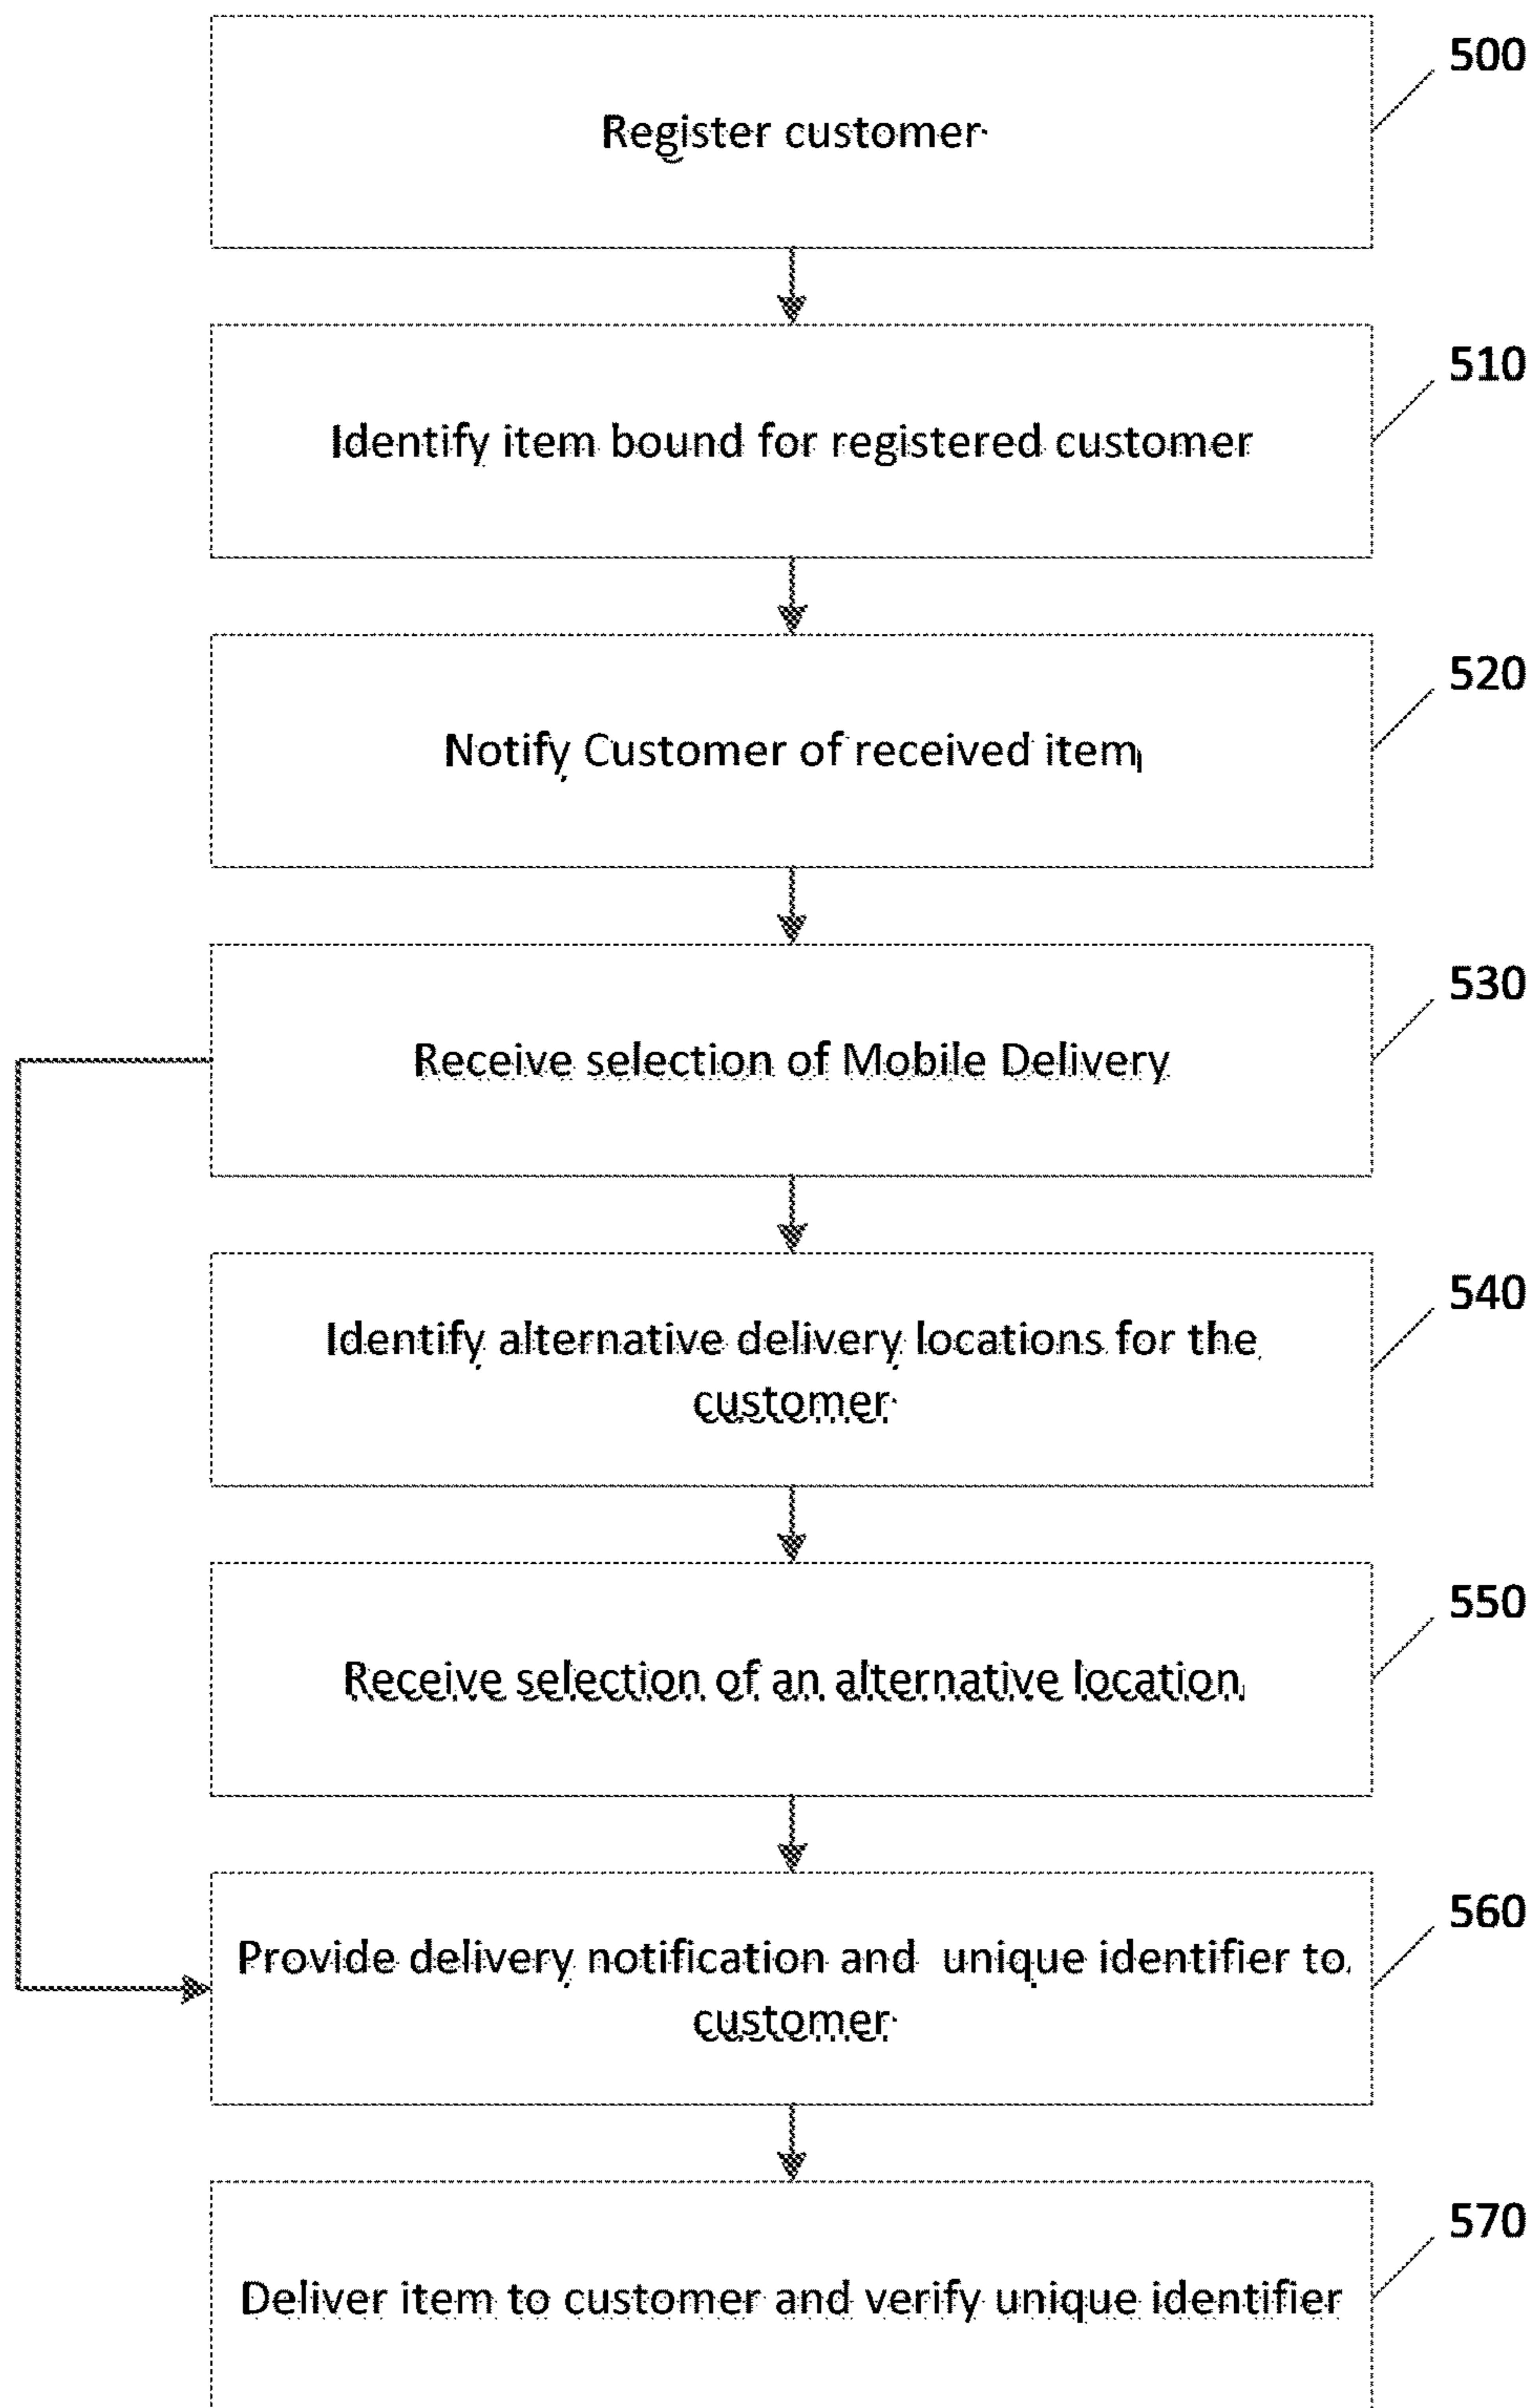 500
Register customer
510
Identify item bound for registered customer
520
Notify Customer of received item
530
Receive selection of Mobile Delivery
540
Identify alternative delivery locations for the
customer
550
Receive selection of an alternative location
560
Provide delivery notification and unique identifier to
customer
570
Deliver item to customer and verify unique identifier